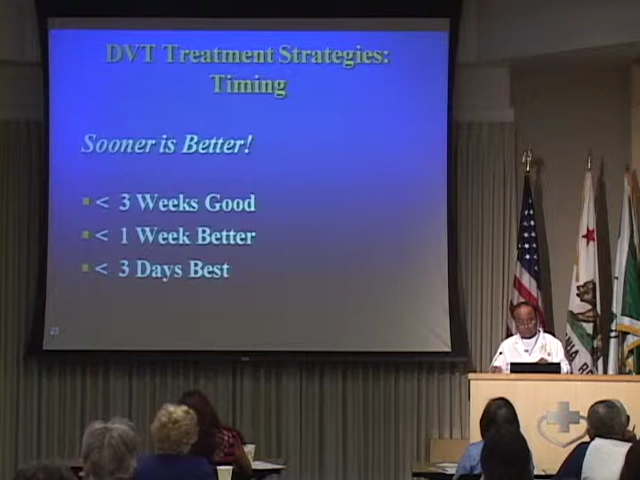 DVT Treatment Strategies:
Timing
Sooner is Better!
< 3 Weeks Good
< 1 Week Better
< 3 Days Best